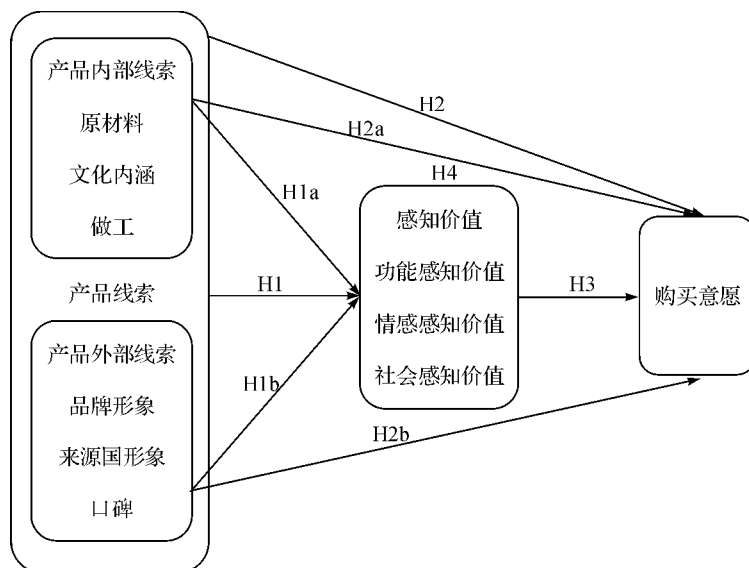 产品内部线索
原材料
文化内涵
做工
产品线索
产品外部线索
品牌形象
来源国形象
口碑
H2
H2a
H1a
H1
H1b
H4
感知价值
功能感知价值
情感感知价值
社会感知价值
H3
H2b
购买意愿